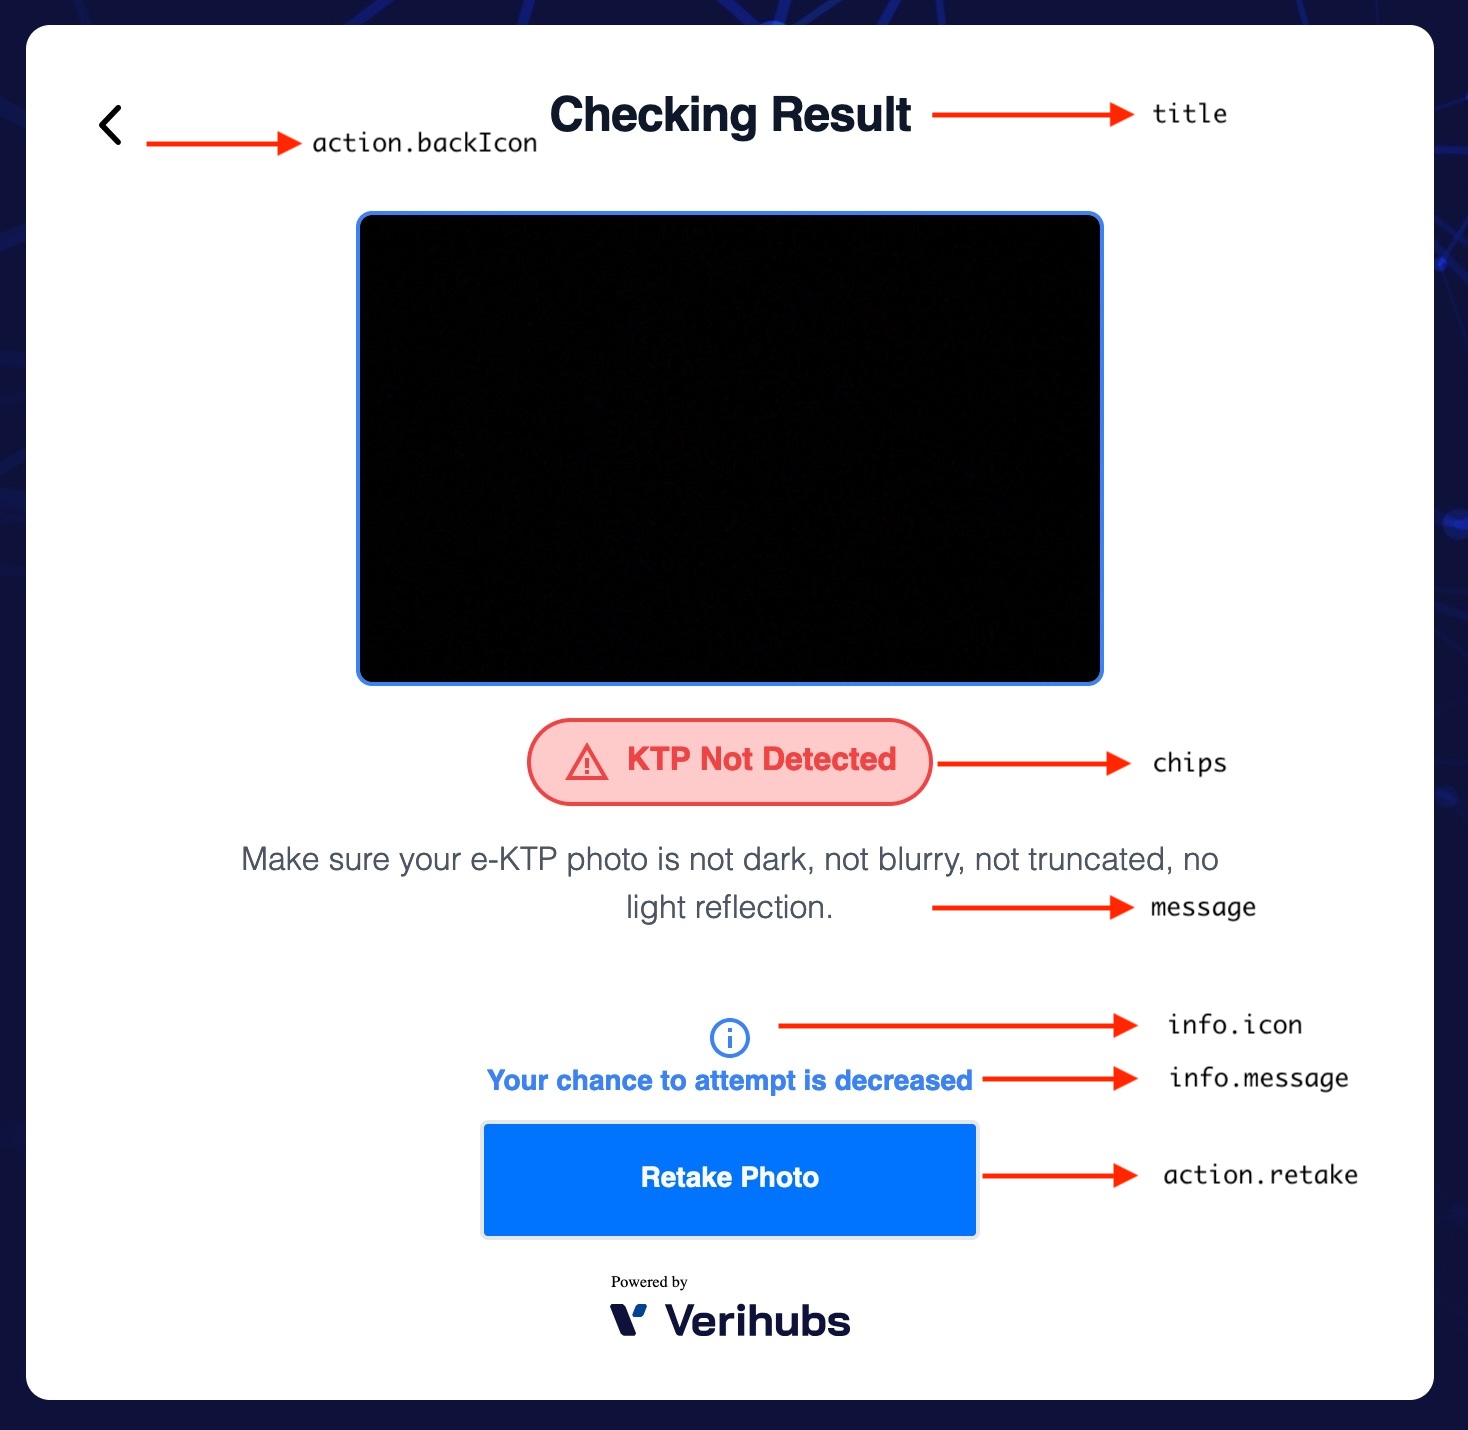 Checking Result
title
action.backIcon
KTP Not Detected
chips
Make sure your e-KTP photo is not dark, not blurry, not truncated, no
light reflection.
message
info.icon
Your chance to attempt is decreased
info.message
Retake Photo
action.retake
Powered by
Verihubs